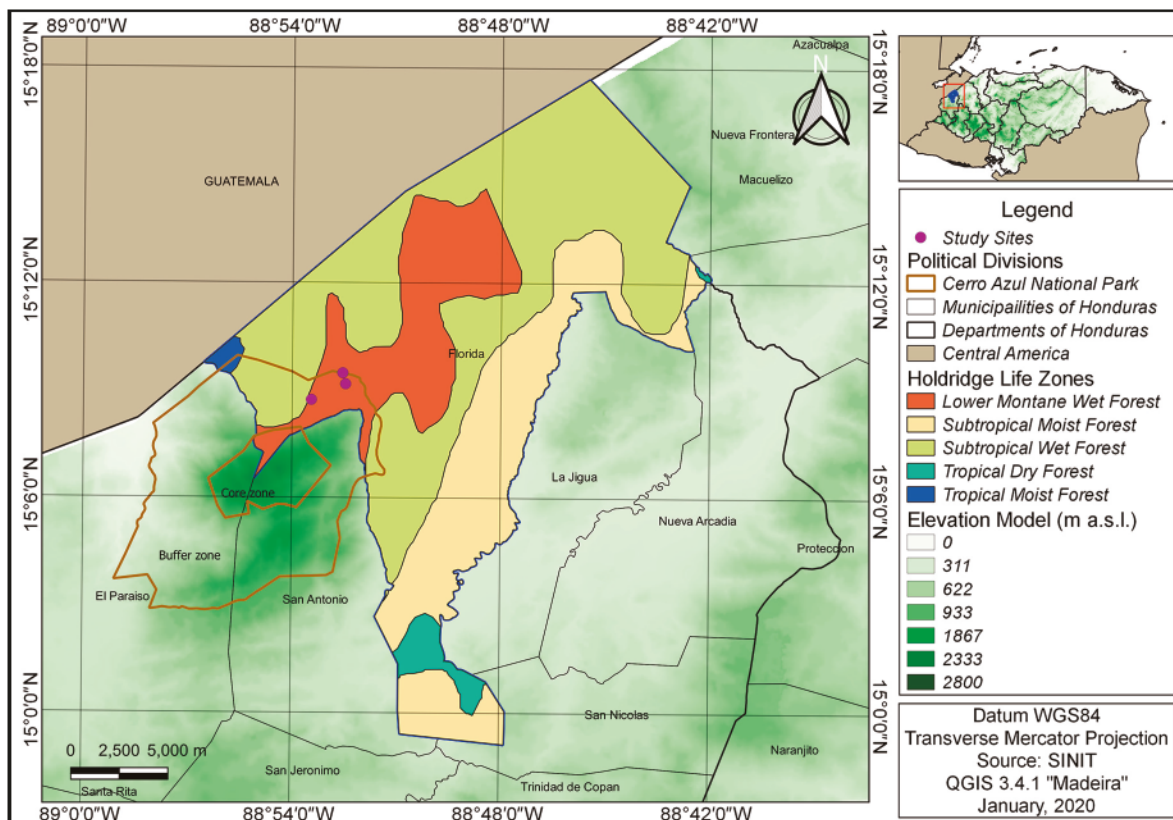 89°0'0"W 88°54'0"W 88°48'0"W 88°42'0"W
15°18'0"N
15°12'0"N
15°6'0"N
15°0'0"N
15°18'0"N
15°12'0"N
15°6'0"N
15°0'0"N
Azacualpa
N
Nueva Frontera
GUATEMALA
Macuelizo
Florida
La Jigua
Core zone
Nueva Arcadia
Buffer zone
Proteccion
El Paraiso
San Antonio
San Nicolas
Naranjito
0 2,500 5,000 m
San Jeronimo
Santa Rita
Trinidad de Copan
89°0'0"W 88°54'0"W 88°48'0"W 88°42'0"W
Legend
Study Sites
Political Divisions
Cerro Azul National Park
Municipailities of Honduras
Departments of Honduras
Central America
Holdridge Life Zones
Lower Montane Wet Forest
Subtropical Moist Forest
Subtropical Wet Forest
Tropical Dry Forest
Tropical Moist Forest
Elevation Model (m a.s.l.)
0
311
622
933
1867
2333
2800
Datum WGS84
Transverse Mercator Projection
Source: SINIT
QGIS 3.4.1 "Madeira"
January, 2020